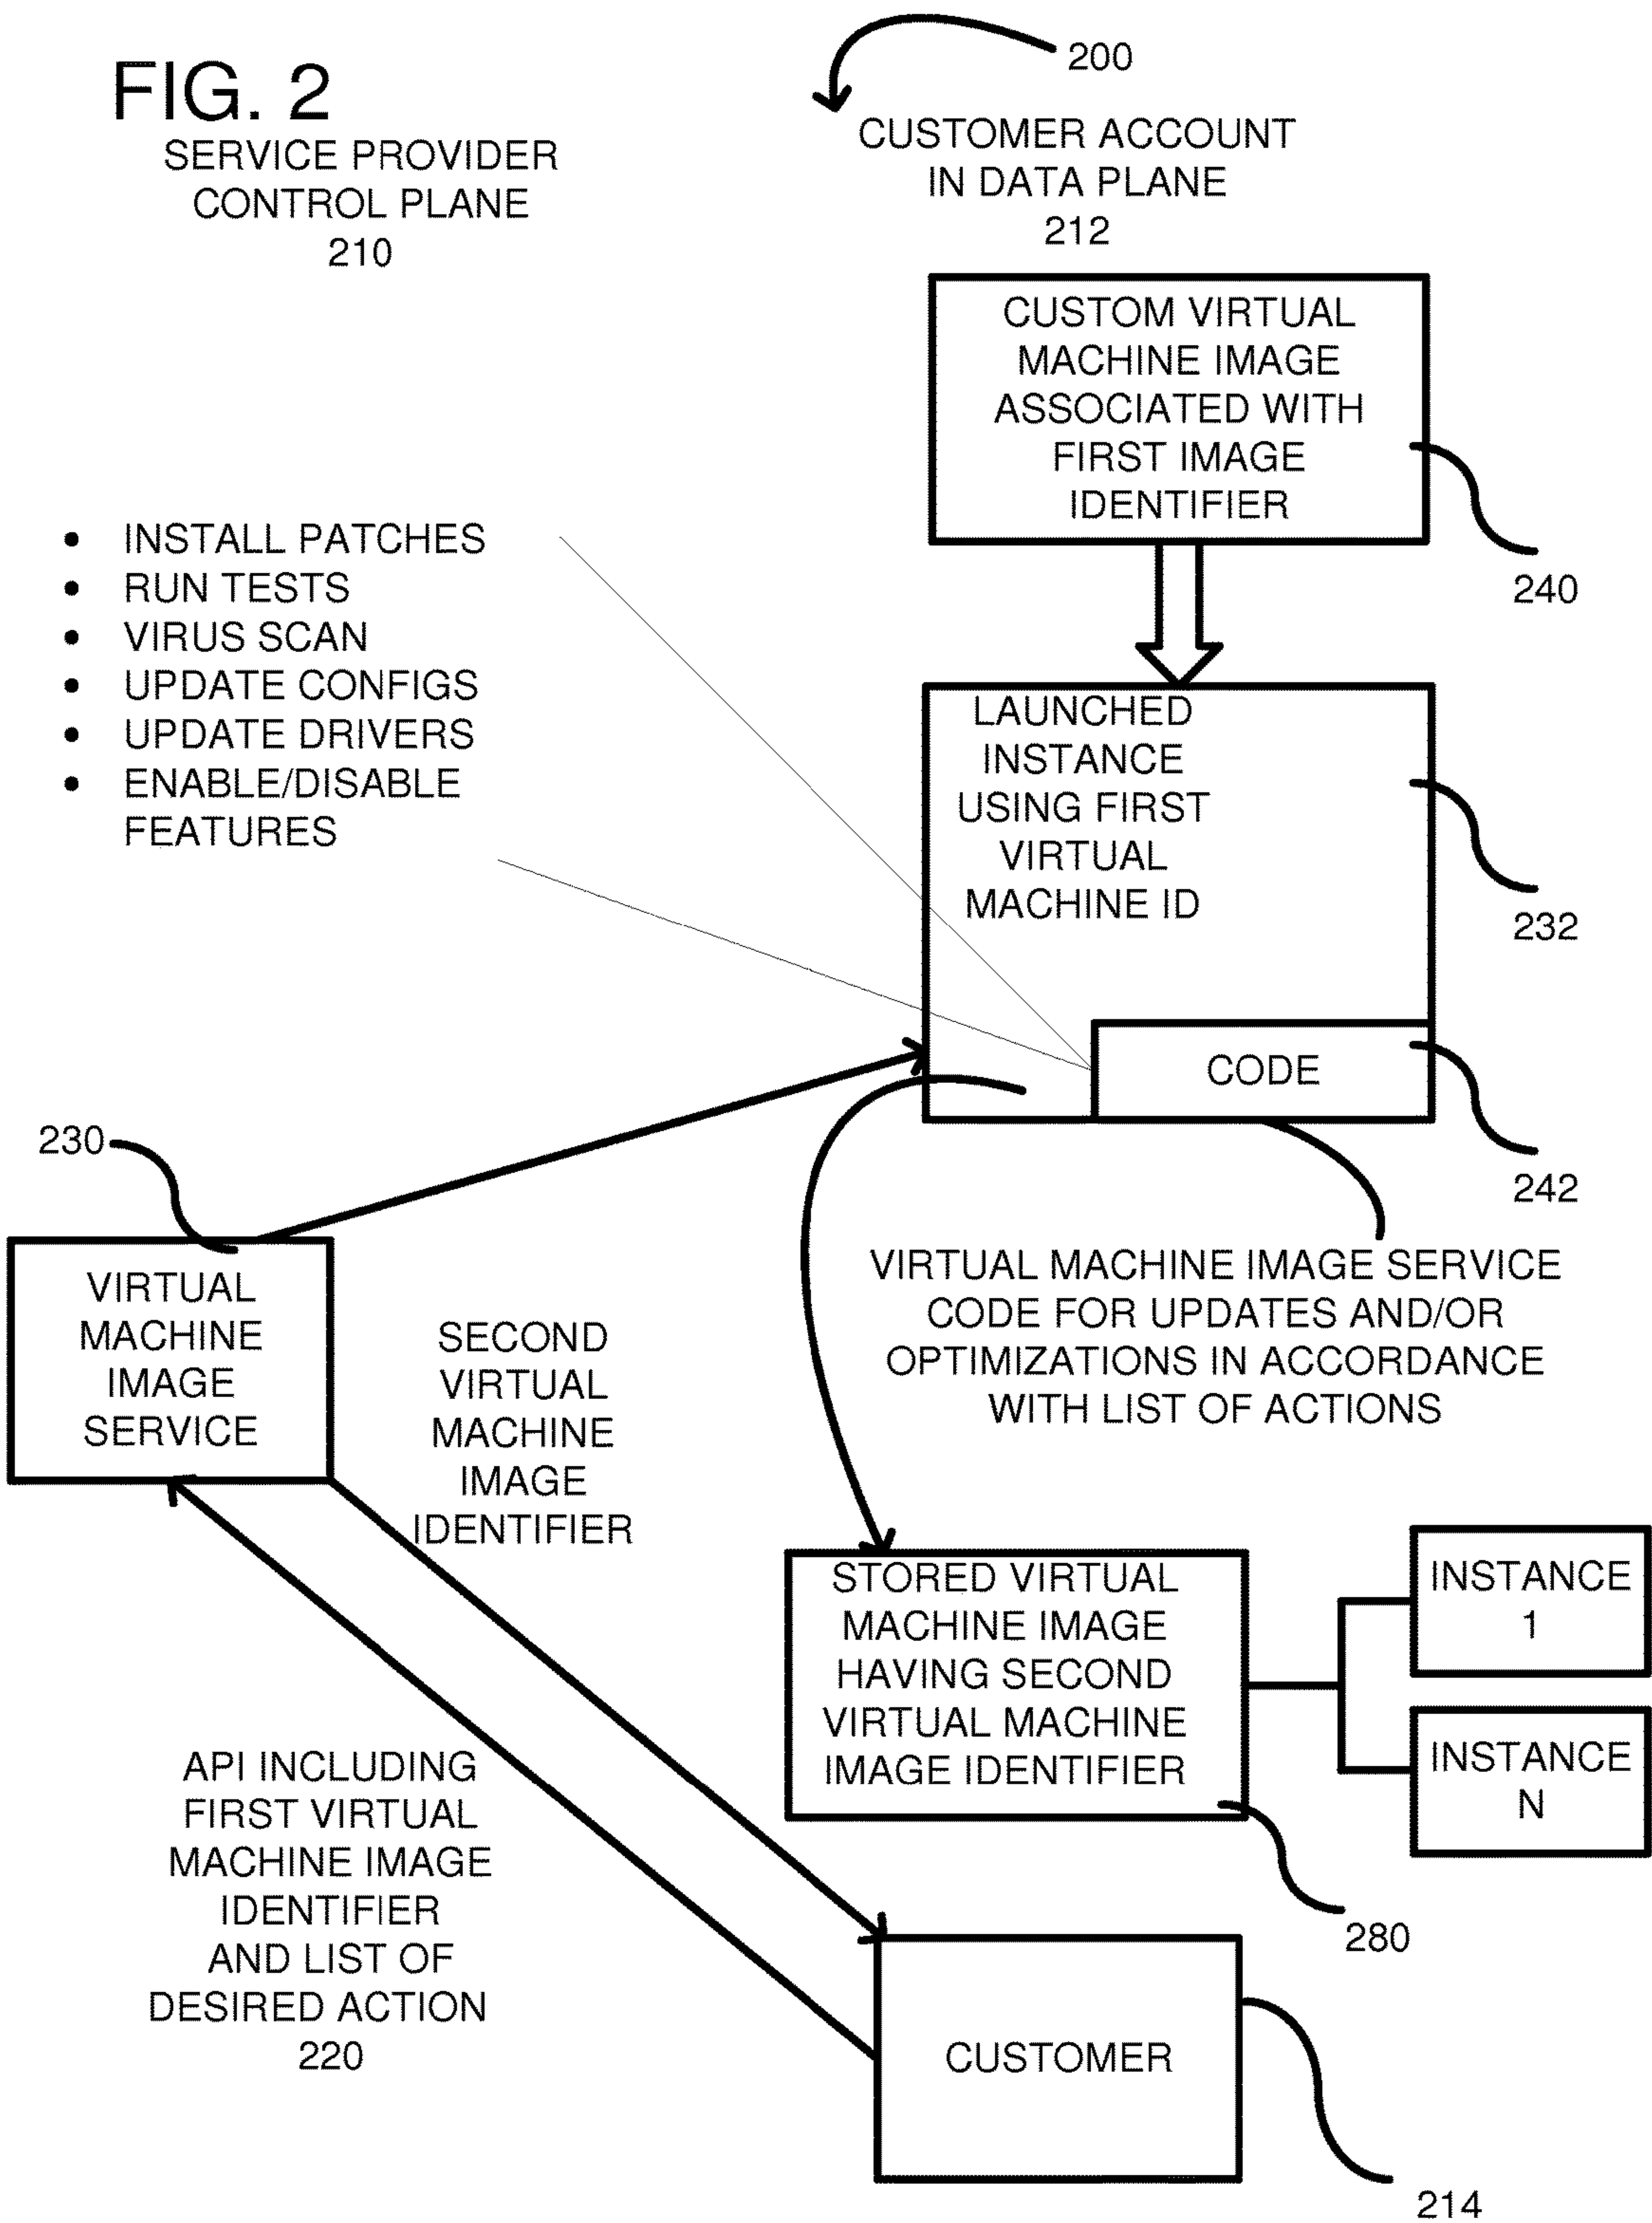 FIG. 2
200
SERVICE PROVIDER
CONTROL PLANE
210
CUSTOMER ACCOUNT
IN DATA PLANE
212
CUSTOM VIRTUAL
MACHINE IMAGE
ASSOCIATED WITH
FIRST IMAGE
IDENTIFIER
240
• INSTALL PATCHES
• RUN TESTS
• VIRUS SCAN
• UPDATE CONFIGS
• UPDATE DRIVERS
• ENABLE/DISABLE
FEATURES
LAUNCHED
INSTANCE
USING FIRST
VIRTUAL
MACHINE ID
232
CODE
242
230
VIRTUAL
MACHINE
IMAGE
SERVICE
SECOND
VIRTUAL
MACHINE
IMAGE
IDENTIFIER
VIRTUAL MACHINE IMAGE SERVICE
CODE FOR UPDATES AND/OR
OPTIMIZATIONS IN ACCORDANCE
WITH LIST OF ACTIONS
STORED VIRTUAL
MACHINE IMAGE
HAVING SECOND
VIRTUAL MACHINE
IMAGE IDENTIFIER
280
INSTANCE
1
INSTANCE
N
API INCLUDING
FIRST VIRTUAL
MACHINE IMAGE
IDENTIFIER
AND LIST OF
DESIRED ACTION
220
CUSTOMER
214